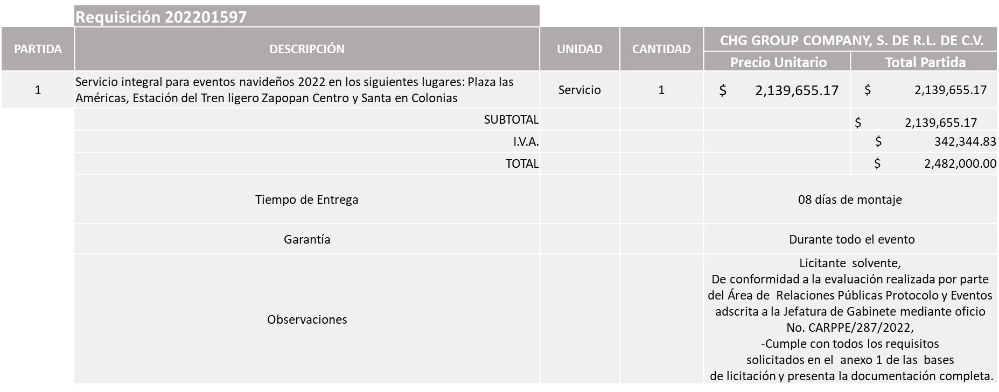 Requisición 202201597
PARTIDA DESCRIPCIÓN UNIDAD CANTIDAD CHG GROUP COMPANY, S. DE R.L. DE C.V.
Precio Unitario Total Partida
1 Servicio integral para eventos navideños 2022 en los siguientes lugares: Plaza las
Américas, Estación del Tren ligero Zapopan Centro y Santa en Colonias Servicio 1 $ 2,139,655.17 $ 2,139,655.17
SUBTOTAL $ 2,139,655.17
I.V.A. $ 342,344.83
TOTAL $ 2,482,000.00
Tiempo de Entrega 08 días de montaje
Garantía Durante todo el evento
Observaciones
Licitante solvente,
De conformidad a la evaluación realizada por parte
del Área de Relaciones Públicas Protocolo y Eventos
adscrita a la Jefatura de Gabinete mediante oficio
No. CARPPE/287/2022,
-Cumple con todos los requisitos
solicitados en el anexo 1 de las bases
de licitación y presenta la documentación completa.